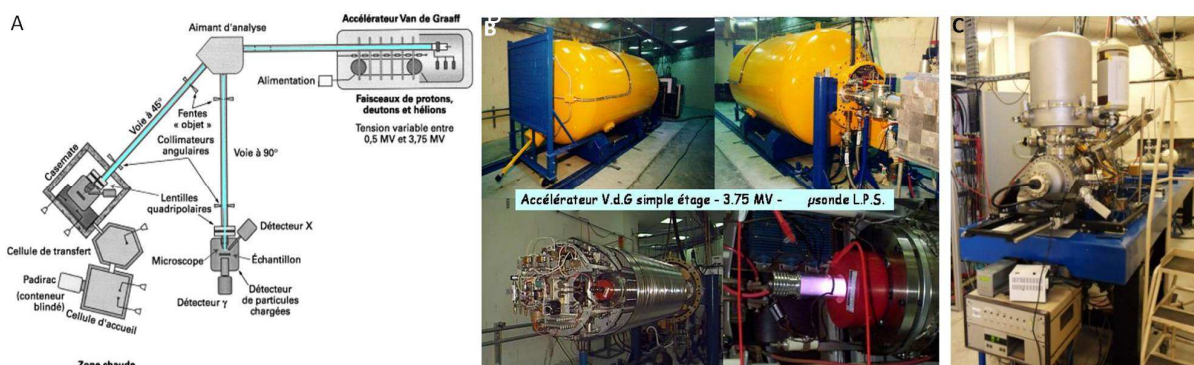 A
Aimant d'analyse
Accélérateur Van de Graaff
Alimentation
Faisceaux de protons,
deutons et hélions
Tension variable entre
0,5 MV et 3,75 MV
Voie à 45°
Fentes
« objet »
Collimateurs
angulaires
Voie à 90°
Casemate
Lentilles
quadripolaires
Détecteur X
Cellule de transfert
Microscope
Échantillon
Padirac
(conteneur
blindé)
Détecteur γ
Détecteur
de particules
chargées
Cellule d'accueil
Zone chaude
B
Accélérateur V.d.G simple étage - 3.75 MV - µsonde L.P.S.
C